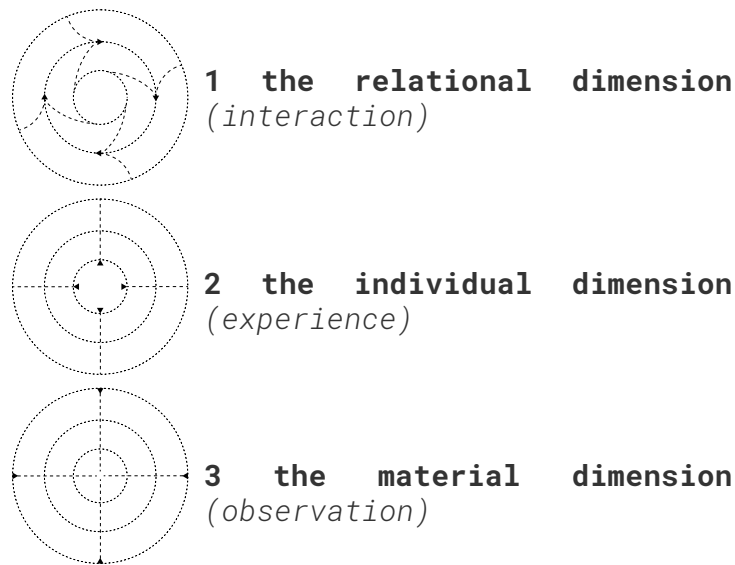 1 the relational dimension
(interaction)
2 the individual dimension
(experience)
3 the material dimension
(observation)